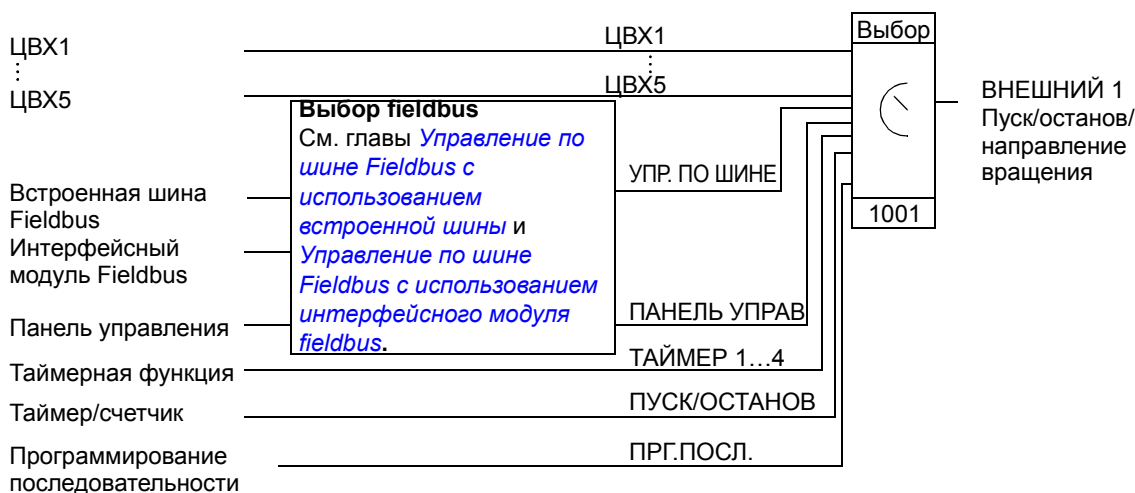 ЦВХ1
ЦВХ5
Встроенная шина
Fieldbus
Интерфейсный
модуль Fieldbus
Панель управления
Таймерная функция
Таймер/счетчик
Программирование
последовательности
Выбор fieldbus
См. главы Управление по
шине Fieldbus с
использованием
встроенной шины и
Управление по шине
Fieldbus с использованием
интерфейсного модуля
fieldbus.
ЦВХ1
ЦВХ5
УПР. ПО ШИНЕ
ПАНЕЛЬ УПРАВ
ТАЙМЕР 1…4
ПУСК/ОСТАНОВ
ПРГ.ПОСЛ.
Выбор
1001
ВНЕШНИЙ 1
Пуск/останов/
направление
вращения